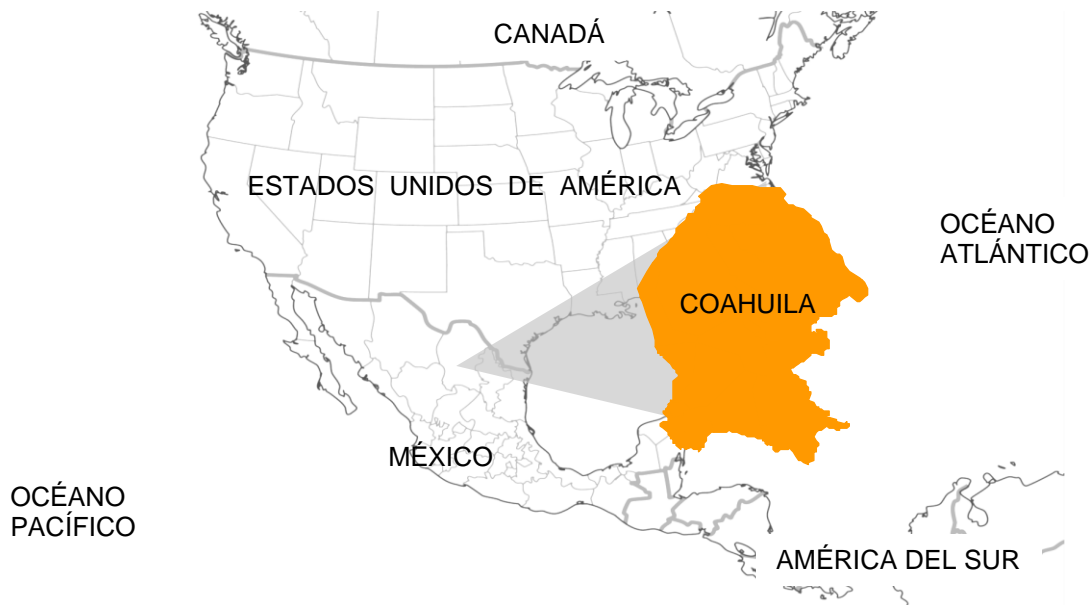 CANADÁ
ESTADOS UNIDOS DE AMÉRICA
OCÉANO
ATLÁNTICO
COAHUILA
MÉXICO
OCÉANO
PACÍFICO
AMÉRICA DEL SUR